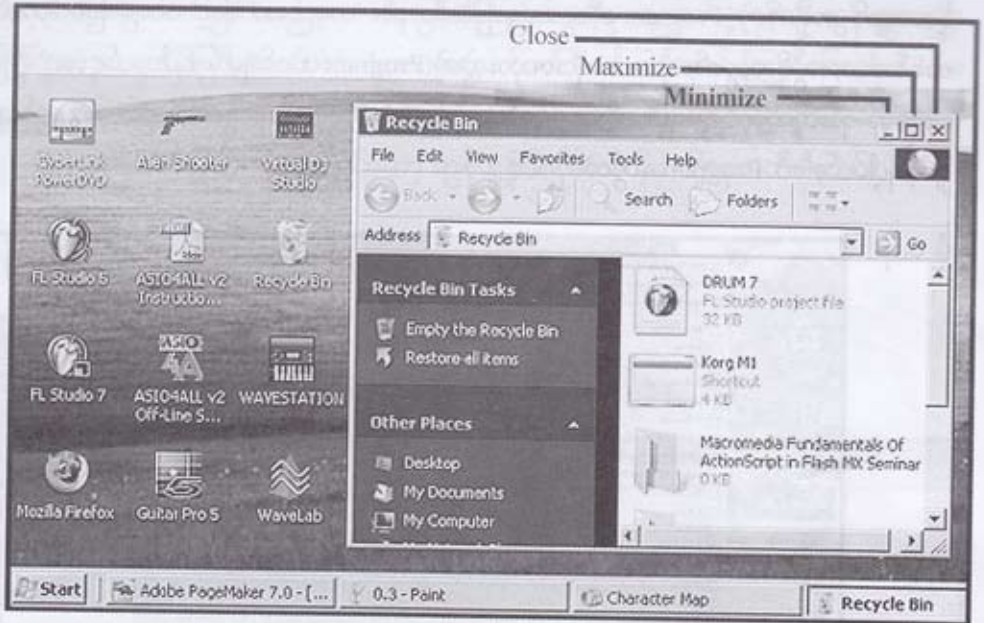 Close
Maximize
Minimize
CyberLink
PowerDVD
Alien Shooter
Virtual DJ
Studio
FL Studio 6
ASIO4ALL v2
Instructio...
Recycle Bin
FL Studio 7
ASIO4ALL v2
Off-Line S...
WAVESTATION
Mozilla Firefox
Guitar Pro 5
WaveLab
Recycle Bin
File Edit View Favorites Tools Help
Back Search Folders
Address Recycle Bin Go
Recycle Bin Tasks
Empty the Recycle Bin
Restore all items
Other Places
Desktop
My Documents
My Computer
DRUM 7
FL Studio project file
32 KB
Korg M1
Shortcut
4 KB
Macromedia Fundamentals Of
ActionScript in Flash MX Seminar
0 KB
Start Adobe PageMaker 7.0 - [... 0.3 - Paint Character Map Recycle Bin